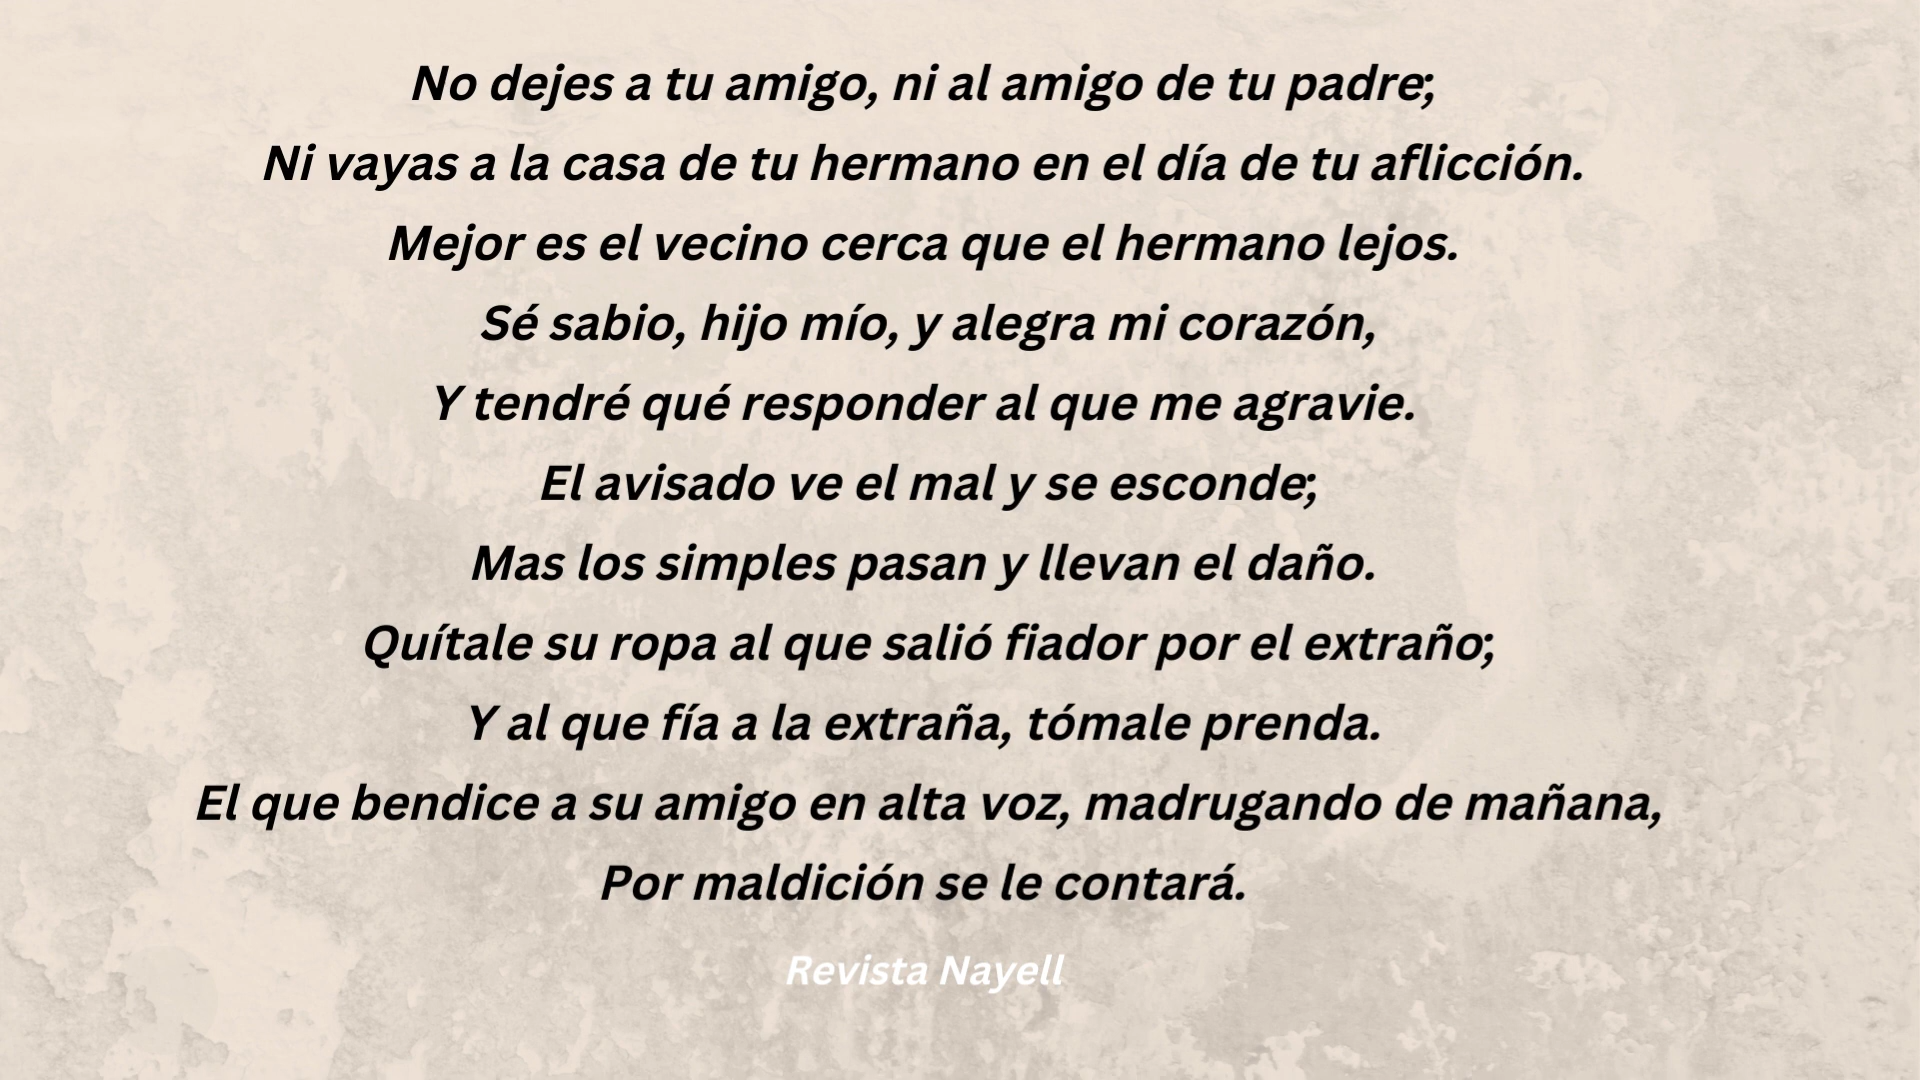 No dejes a tu amigo, ni al amigo de tu padre;
Ni vayas a la casa de tu hermano en el día de tu aflicción.
Mejor es el vecino cerca que el hermano lejos.
Sé sabio, hijo mío, y alegra mi corazón,
Y tendré qué responder al que me agravie.
El avisado ve el mal y se esconde;
Mas los simples pasan y llevan el daño.
Quítale su ropa al que salió fiador por el extraño;
Y al que fía a la extraña, tómale prenda.
El que bendice a su amigo en alta voz, madrugando de mañana,
Por maldición se le contará.
Revista Nayell